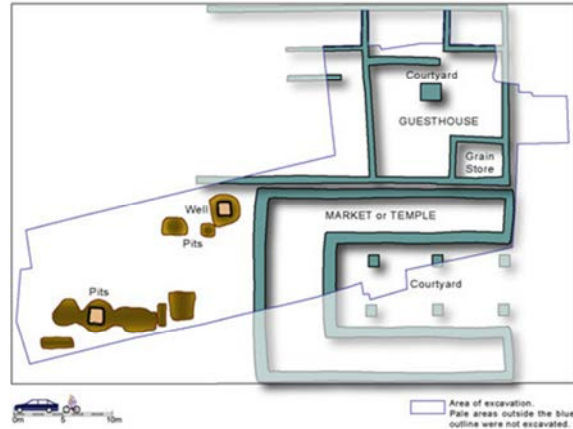 Courtyard
GUESTHOUSE
Grain
Store
Well
MARKET or TEMPLE
Pits
Courtyard
Pits
0m 5 10m
Area of excavation.
Pale areas outside the blue
outline were not excavated.